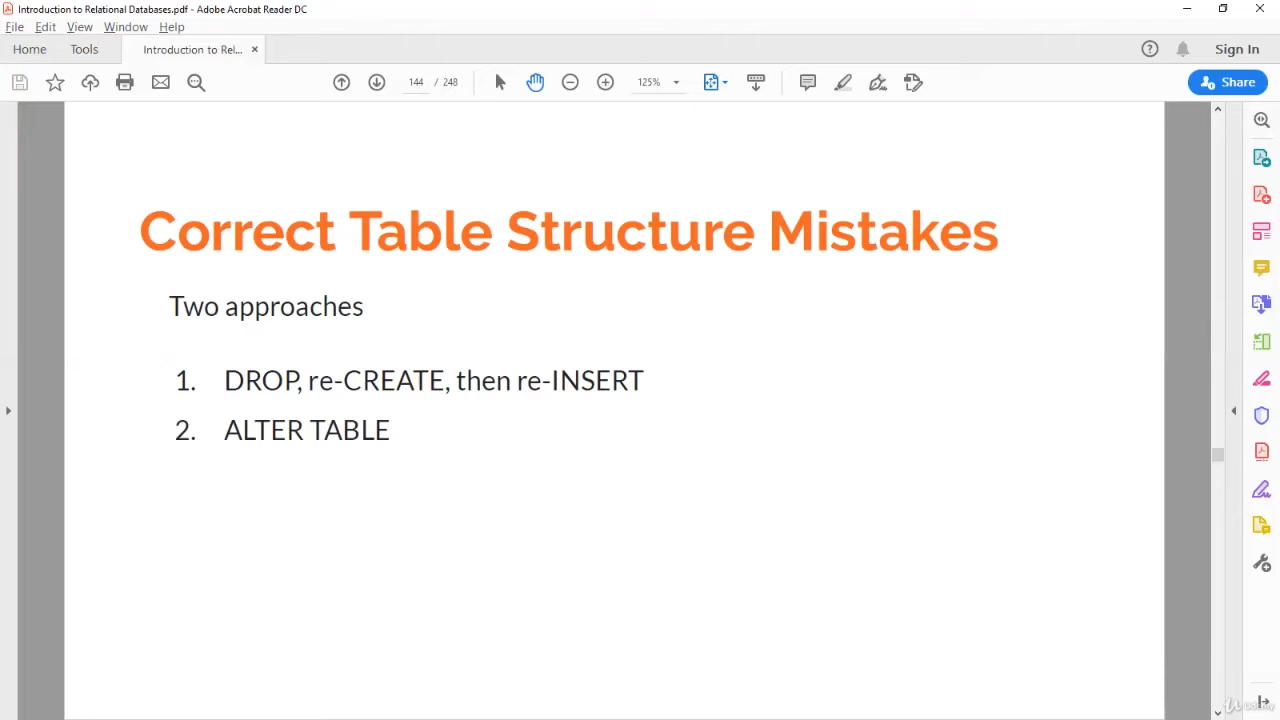 Introduction to Relational Databases.pdf - Adobe Acrobat Reader DC
File Edit View Window Help
Home Tools Introduction to Rel... × Sign In
144 / 248 125% Share
Correct Table Structure Mistakes
Two approaches
1. DROP, re-CREATE, then re-INSERT
2. ALTER TABLE
Udemy